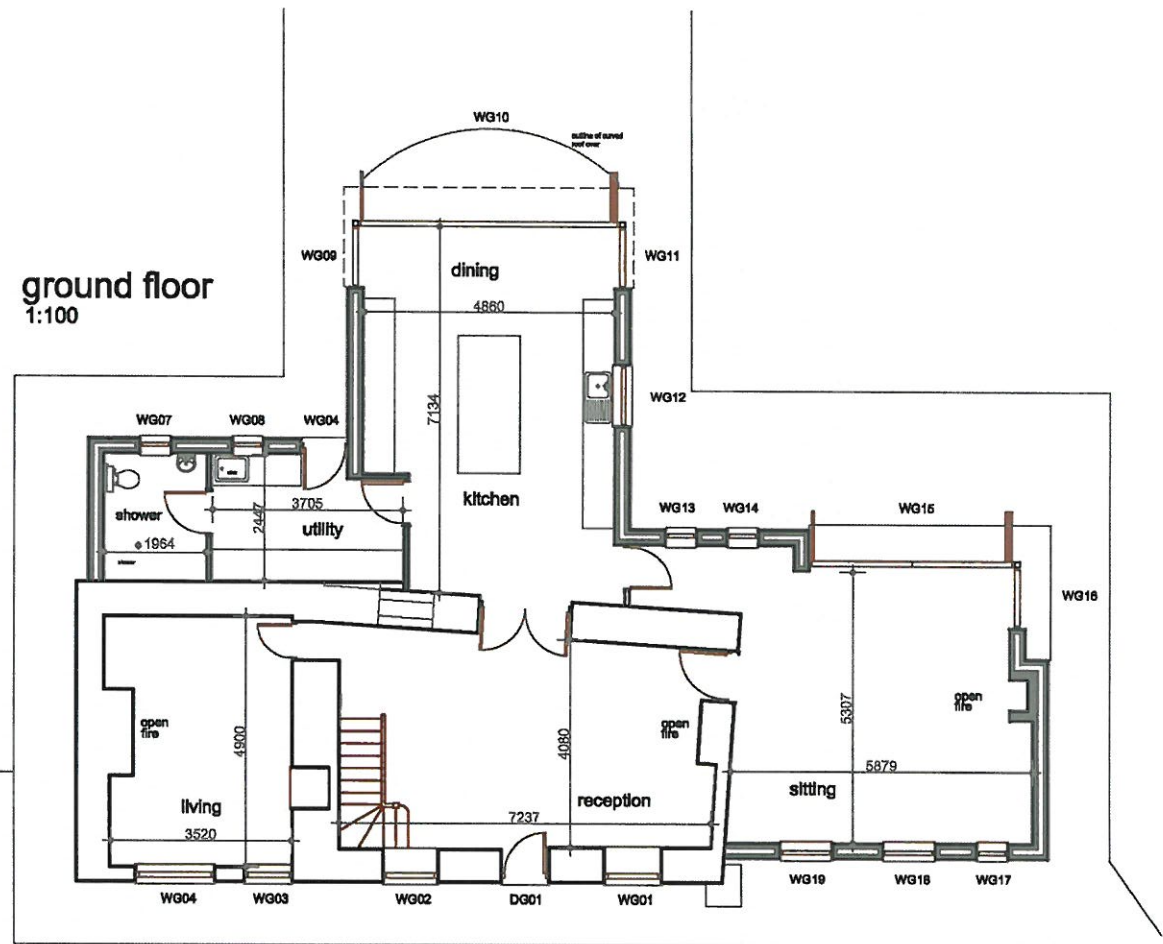 WG10
outline of curved
roof over
WG09
WG11
dining
ground floor
1:100
4860
WG12
7134
WG07
WG08
WG04
kitchen
WG13
WG14
WG15
shower
3705
2447
utility
1964
WG16
open
fire
4900
living
3520
open
fire
4080
reception
7237
open
fire
5307
5879
sitting
WG04
WG03
WG02
DG01
WG01
WG19
WG18
WG17